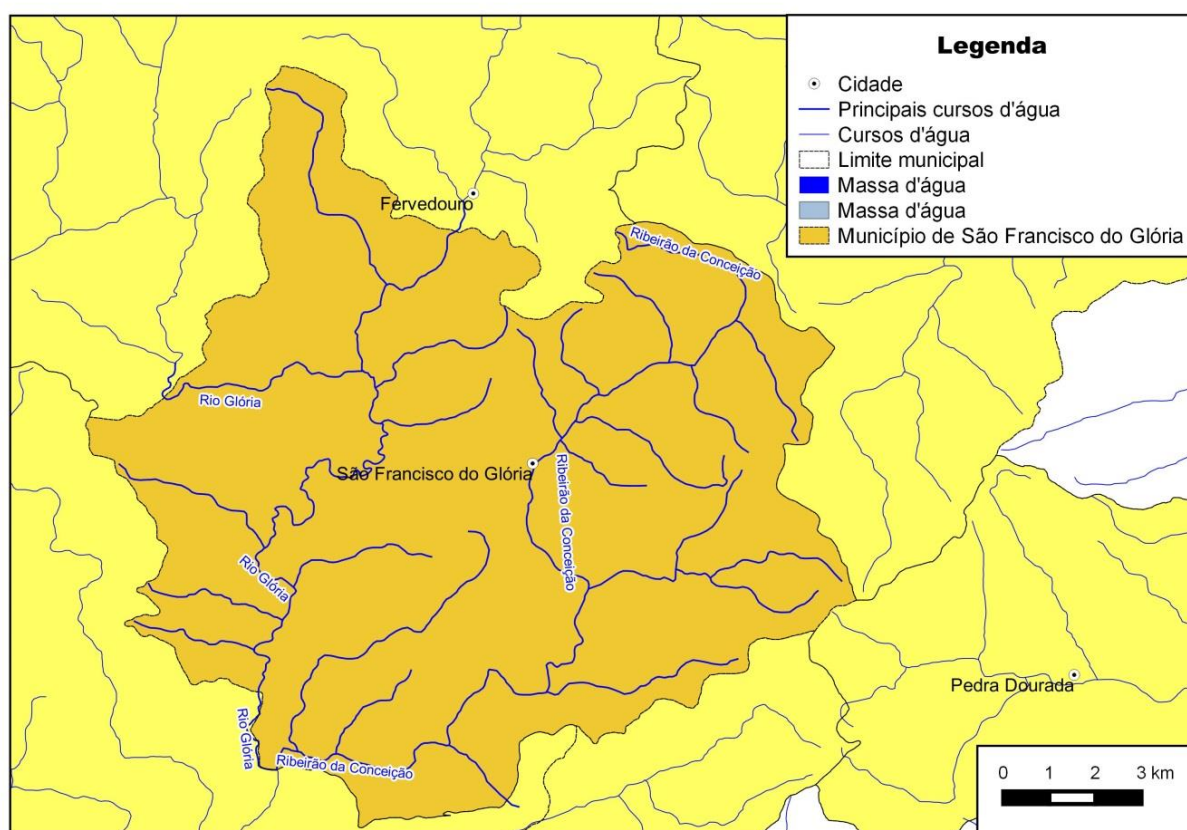 Legenda
Cidade
Principais cursos d'água
Cursos d'água
Limite municipal
Massa d'água
Massa d'água
Município de São Francisco do Glória
Fervedouro
Ribeirão da Conceição
Rio Glória
São Francisco do Glória
Ribeirão da Conceição
Rio Glória
Pedra Dourada
Rio Glória
Ribeirão da Conceição
0 1 2 3 km